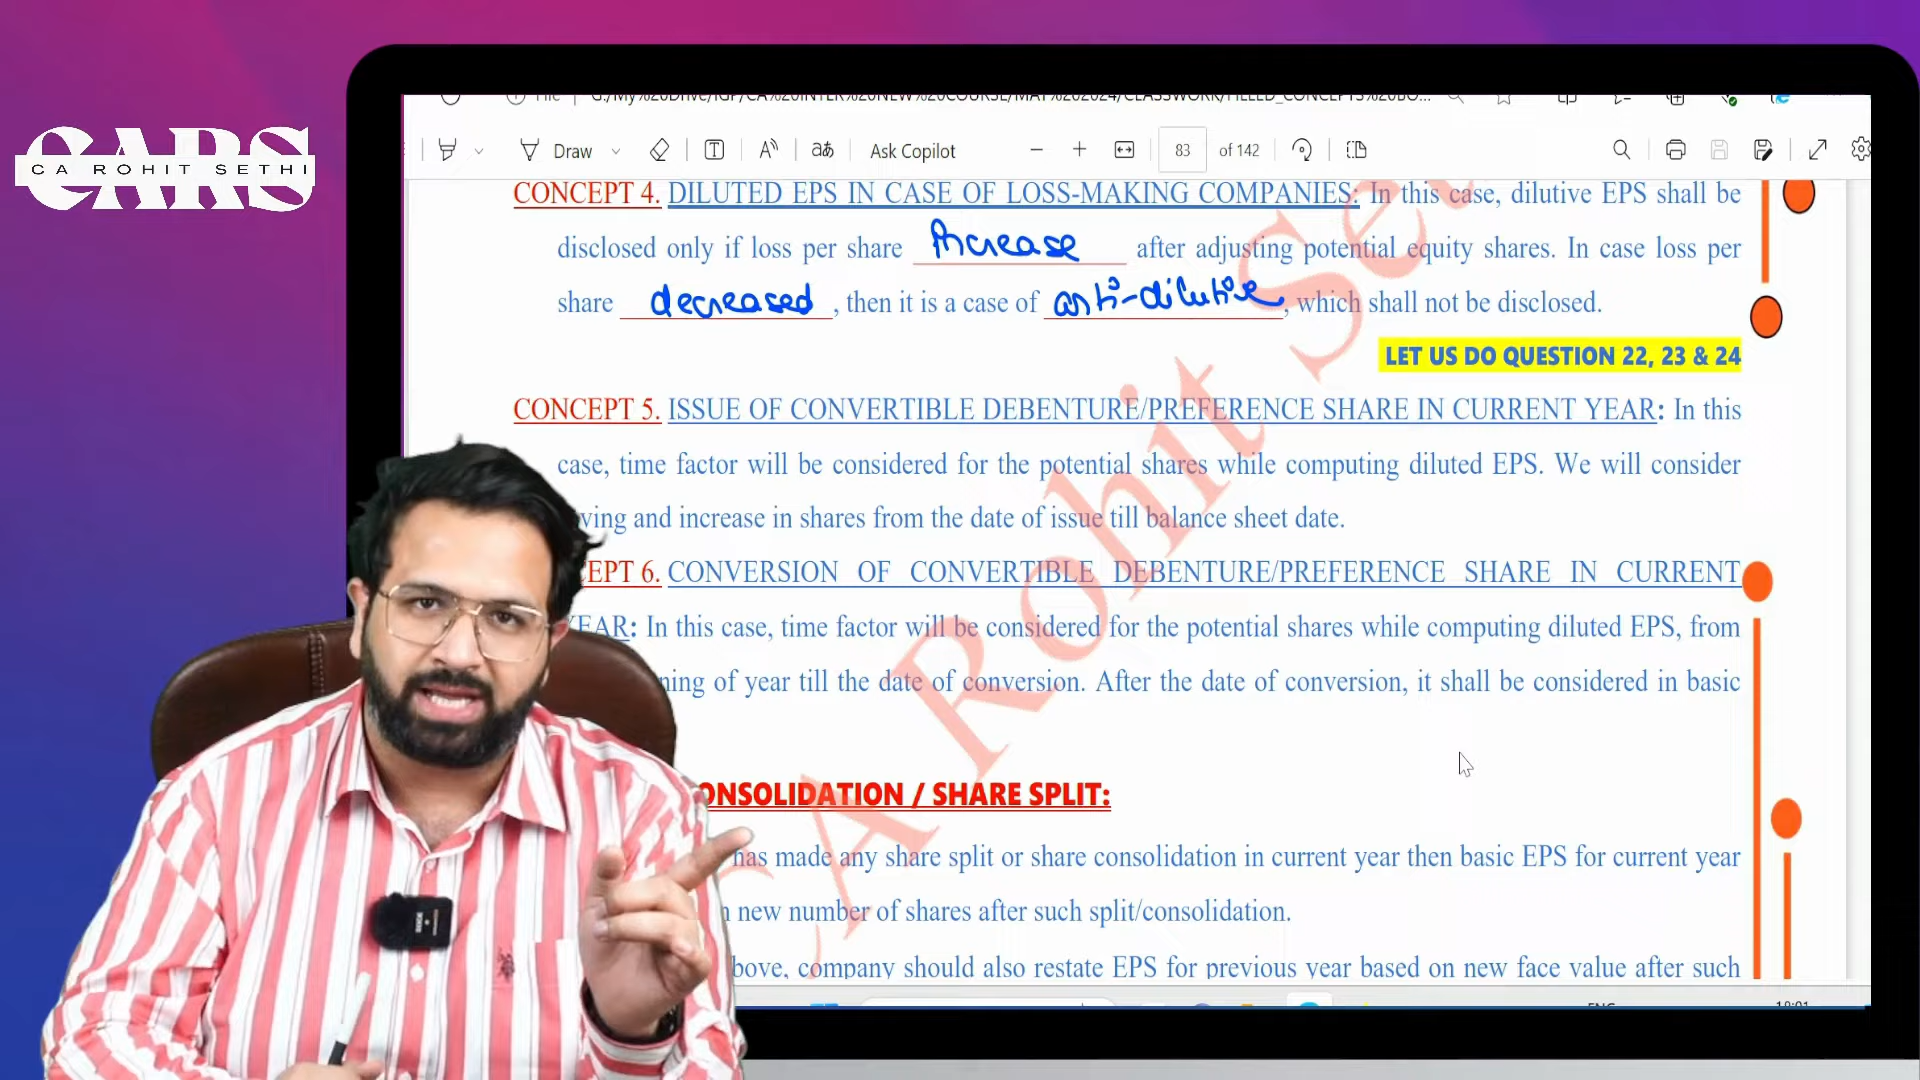 CARS
CA ROHIT SETHI
Draw
Ask Copilot
83 of 142
CONCEPT 4. DILUTED EPS IN CASE OF LOSS-MAKING COMPANIES: In this case, dilutive EPS shall be
disclosed only if loss per share Increase after adjusting potential equity shares. In case loss per
share decreased, then it is a case of anti-dilutive, which shall not be disclosed.
LET US DO QUESTION 22, 23 & 24
CONCEPT 5. ISSUE OF CONVERTIBLE DEBENTURE/PREFERENCE SHARE IN CURRENT YEAR: In this
case, time factor will be considered for the potential shares while computing diluted EPS. We will consider
and increase in shares from the date of issue till balance sheet date.
6. CONVERSION OF CONVERTIBLE DEBENTURE/PREFERENCE SHARE IN CURRENT
YEAR: In this case, time factor will be considered for the potential shares while computing diluted EPS, from
of year till the date of conversion. After the date of conversion, it shall be considered in basic
ONSOLIDATION / SHARE SPLIT:
has made any share split or share consolidation in current year then basic EPS for current year
new number of shares after such split/consolidation.
bove, company should also restate EPS for previous year based on new face value after such
CA Rohit Set